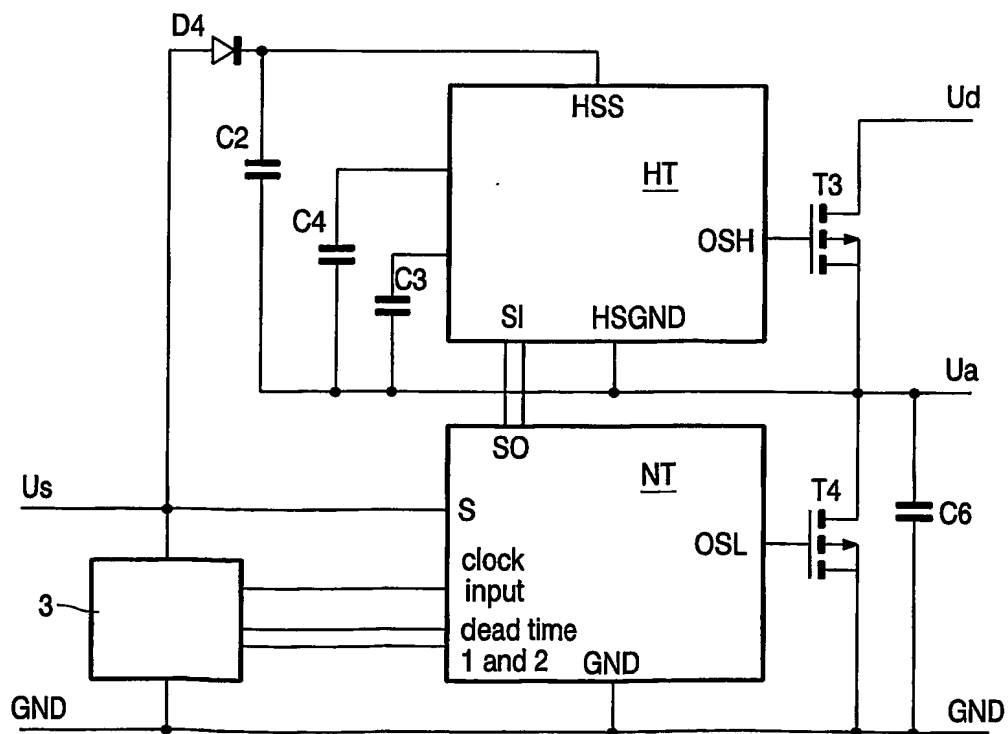 D4
HSS
Ud
C2
HT
T3
C4
OSH
C3
SI
HSGND
Ua
SO
NT
Us
S
T4
C6
OSL
clock
input
3
dead time
1 and 2
GND
GND
GND